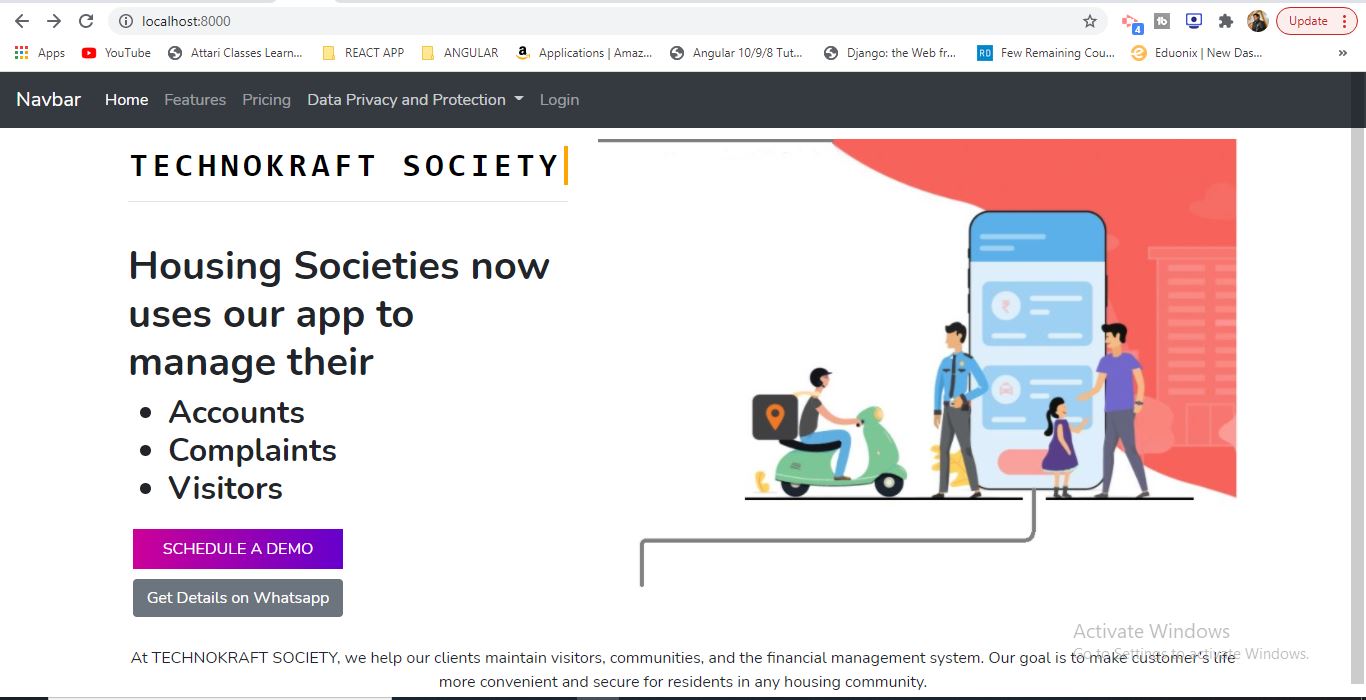 localhost:8000
4
Update
Apps
YouTube
Attari Classes Learn...
REACT APP
ANGULAR
Applications | Amaz...
Angular 10/9/8 Tut...
Django: the Web fr...
RD
Few Remaining Cou...
Eduonix | New Das...
»
Navbar
Home
Features
Pricing
Data Privacy and Protection
Login
TECHNOKRAFT SOCIETY
Housing Societies now
uses our app to
manage their
• Accounts
• Complaints
• Visitors
SCHEDULE A DEMO
Get Details on Whatsapp
₹
Activate Windows
Go to Settings to activate Windows.
At TECHNOKRAFT SOCIETY, we help our clients maintain visitors, communities, and the financial management system. Our goal is to make customer's life
more convenient and secure for residents in any housing community.